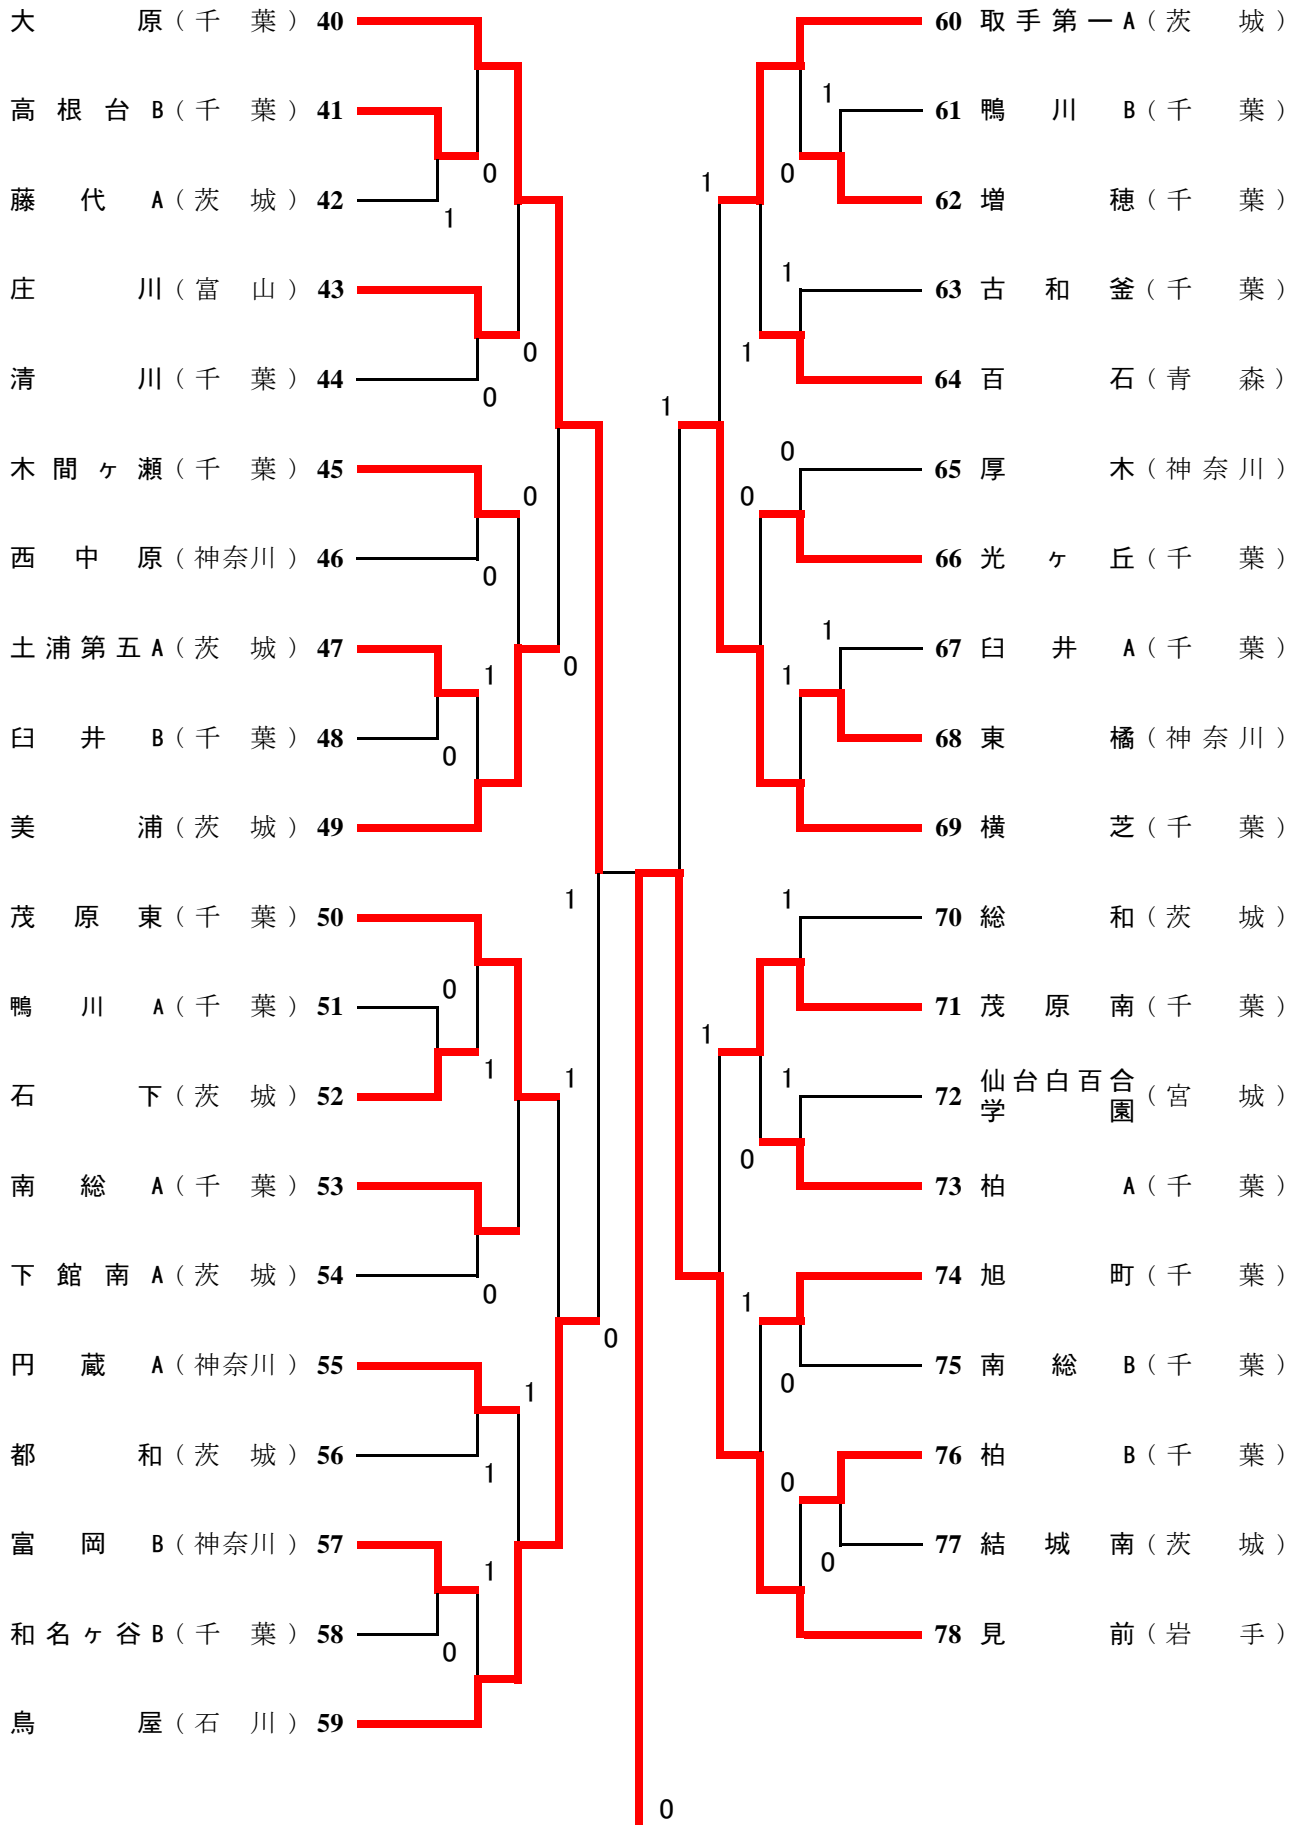 大原(千葉) 40
高根台B(千葉) 41
藤代A(茨城) 42
庄川(富山) 43
清川(千葉) 44
木間ヶ瀬(千葉) 45
西中原(神奈川) 46
土浦第五A(茨城) 47
臼井B(千葉) 48
美浦(茨城) 49
茂原東(千葉) 50
鴨川A(千葉) 51
石下(茨城) 52
南総A(千葉) 53
下館南A(茨城) 54
円蔵A(神奈川) 55
都和(茨城) 56
富岡B(神奈川) 57
和名ヶ谷B(千葉) 58
鳥屋(石川) 59
0
1
0
0
0
0
1
0
0
1
0
1
1
0
0
1
1
1
0
1
1
0
1
1
1
0
0
1
1
1
1
1
0
1
0
1
0
0
0
60 取手第一A(茨城)
61 鴨川B(千葉)
62 増穂(千葉)
63 古和釜(千葉)
64 百石(青森)
65 厚木(神奈川)
66 光ヶ丘(千葉)
67 臼井A(千葉)
68 東橘(神奈川)
69 横芝(千葉)
70 総和(茨城)
71 茂原南(千葉)
72 仙台白百合学園(宮城)
73 柏A(千葉)
74 旭町(千葉)
75 南総B(千葉)
76 柏B(千葉)
77 結城南(茨城)
78 見前(岩手)